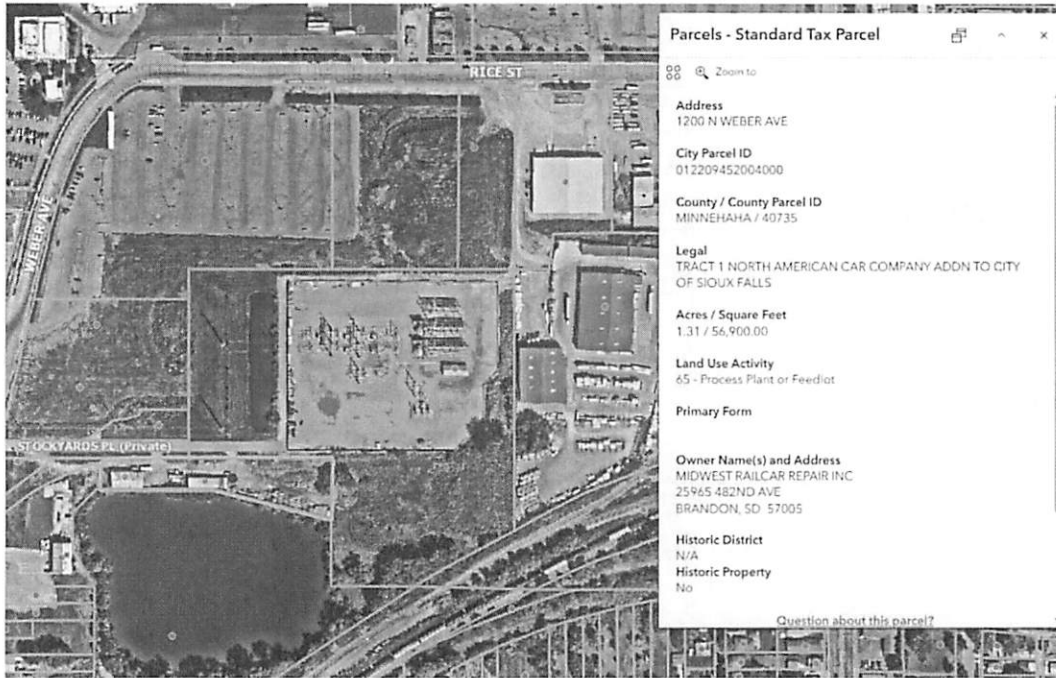 RICE ST
WEBER AVE
STOCKYARDS PL (Private)
Parcels - Standard Tax Parcel
Zoom to
Address
1200 N WEBER AVE
City Parcel ID
012209452004000
County / County Parcel ID
MINNEHAHA / 40735
Legal
TRACT 1 NORTH AMERICAN CAR COMPANY ADDN TO CITY
OF SIOUX FALLS
Acres / Square Feet
1.31 / 56,900.00
Land Use Activity
65 - Process Plant or Feedlot
Primary Form
Owner Name(s) and Address
MIDWEST RAILCAR REPAIR INC
25965 482ND AVE
BRANDON, SD 57005
Historic District
N/A
Historic Property
No
Question about this parcel?